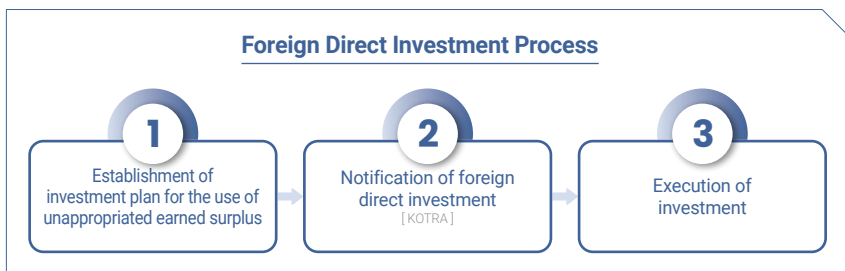 Foreign Direct Investment Process
1
Establishment of
investment plan for the use of
unappropriated earned surplus
2
Notification of foreign
direct investment
[ KOTRA ]
3
Execution of
investment